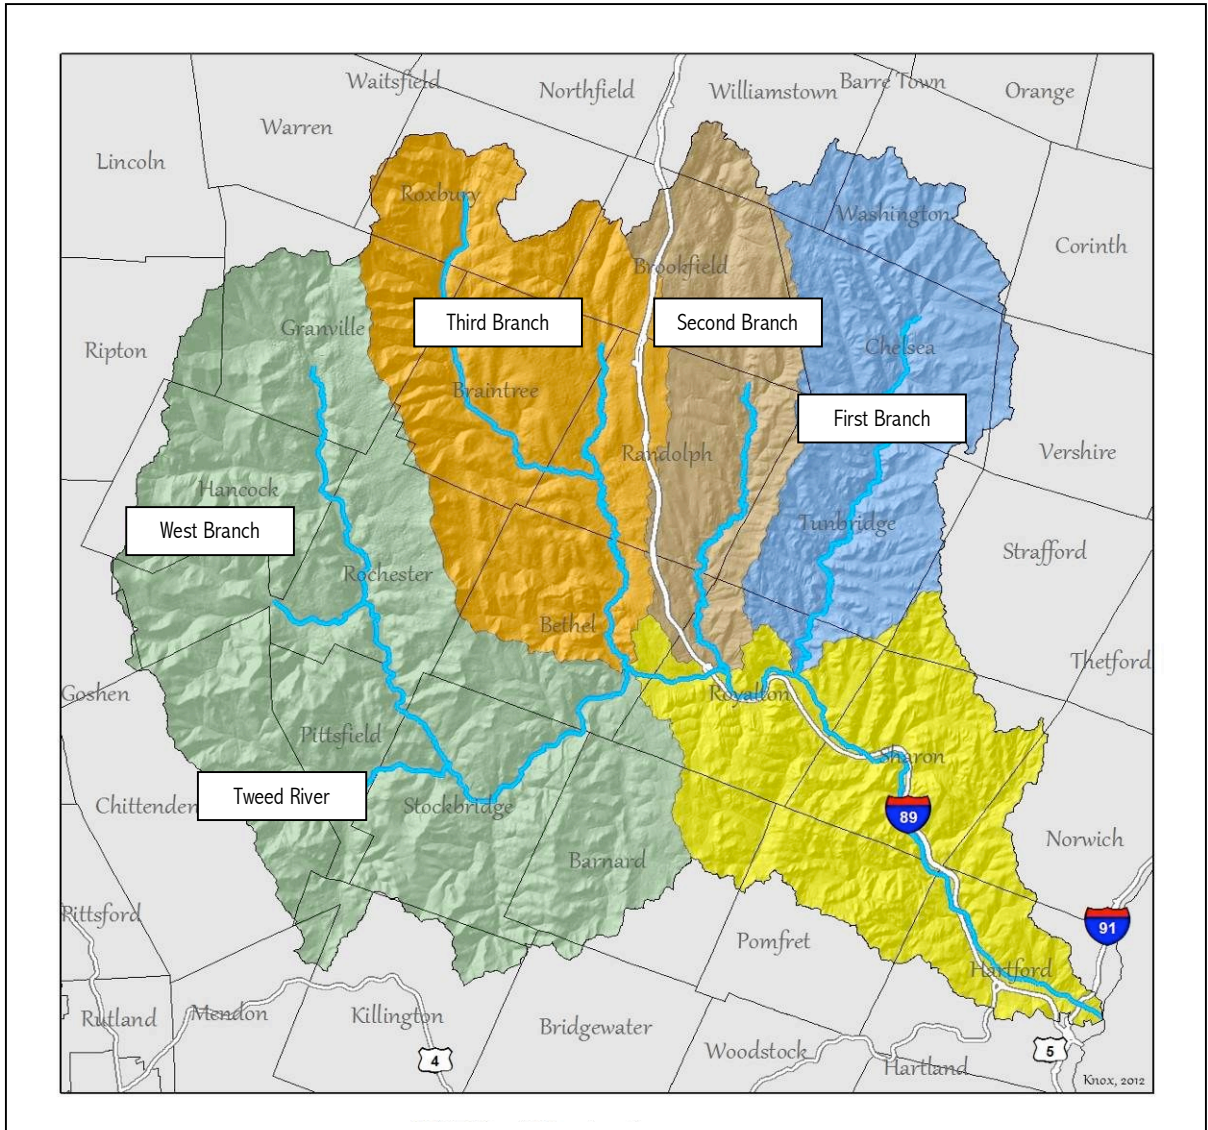 Waitsfield
Northfield
Williamstown
Barre Town
Orange
Warren
Lincoln
Roxbury
Washington
Corinth
Brookfield
Granville
Third Branch
Second Branch
Ripton
Chelsea
Braintree
First Branch
Randolph
Vershire
Hancock
West Branch
Tunbridge
Strafford
Rochester
Bethel
Thetford
Goshen
Royalton
Pittsfield
Sharon
Tweed River
Chittenden
Stockbridge
89
Norwich
Barnard
Pittsford
91
Pomfret
Hartford
Rutland
Mendon
Killington
Bridgewater
Woodstock
5
4
Hartland
Knox, 2012